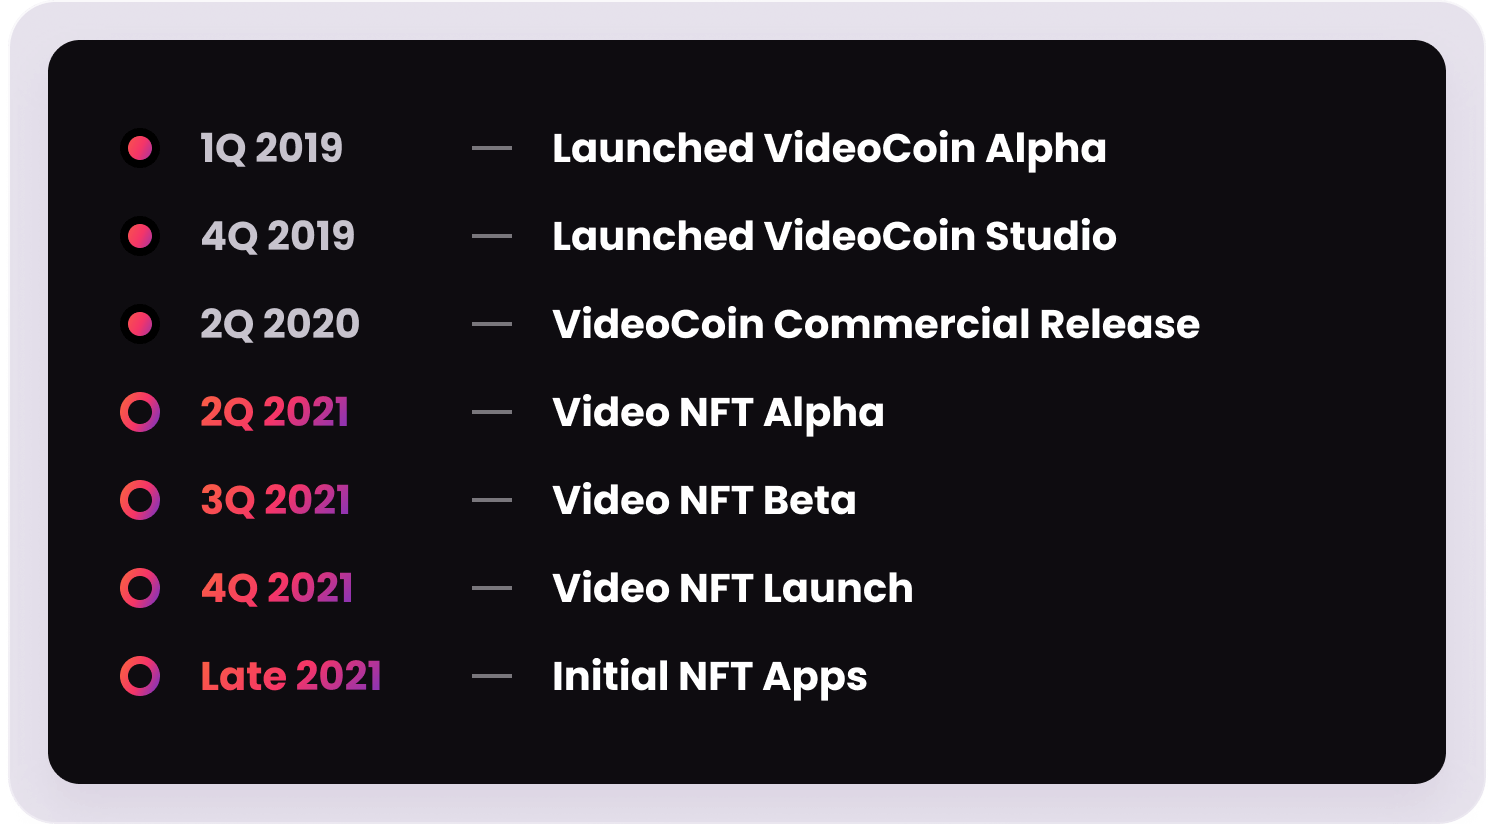 1Q 2019 — Launched VideoCoin Alpha
4Q 2019 — Launched VideoCoin Studio
2Q 2020 — VideoCoin Commercial Release
2Q 2021 — Video NFT Alpha
3Q 2021 — Video NFT Beta
4Q 2021 — Video NFT Launch
Late 2021 — Initial NFT Apps